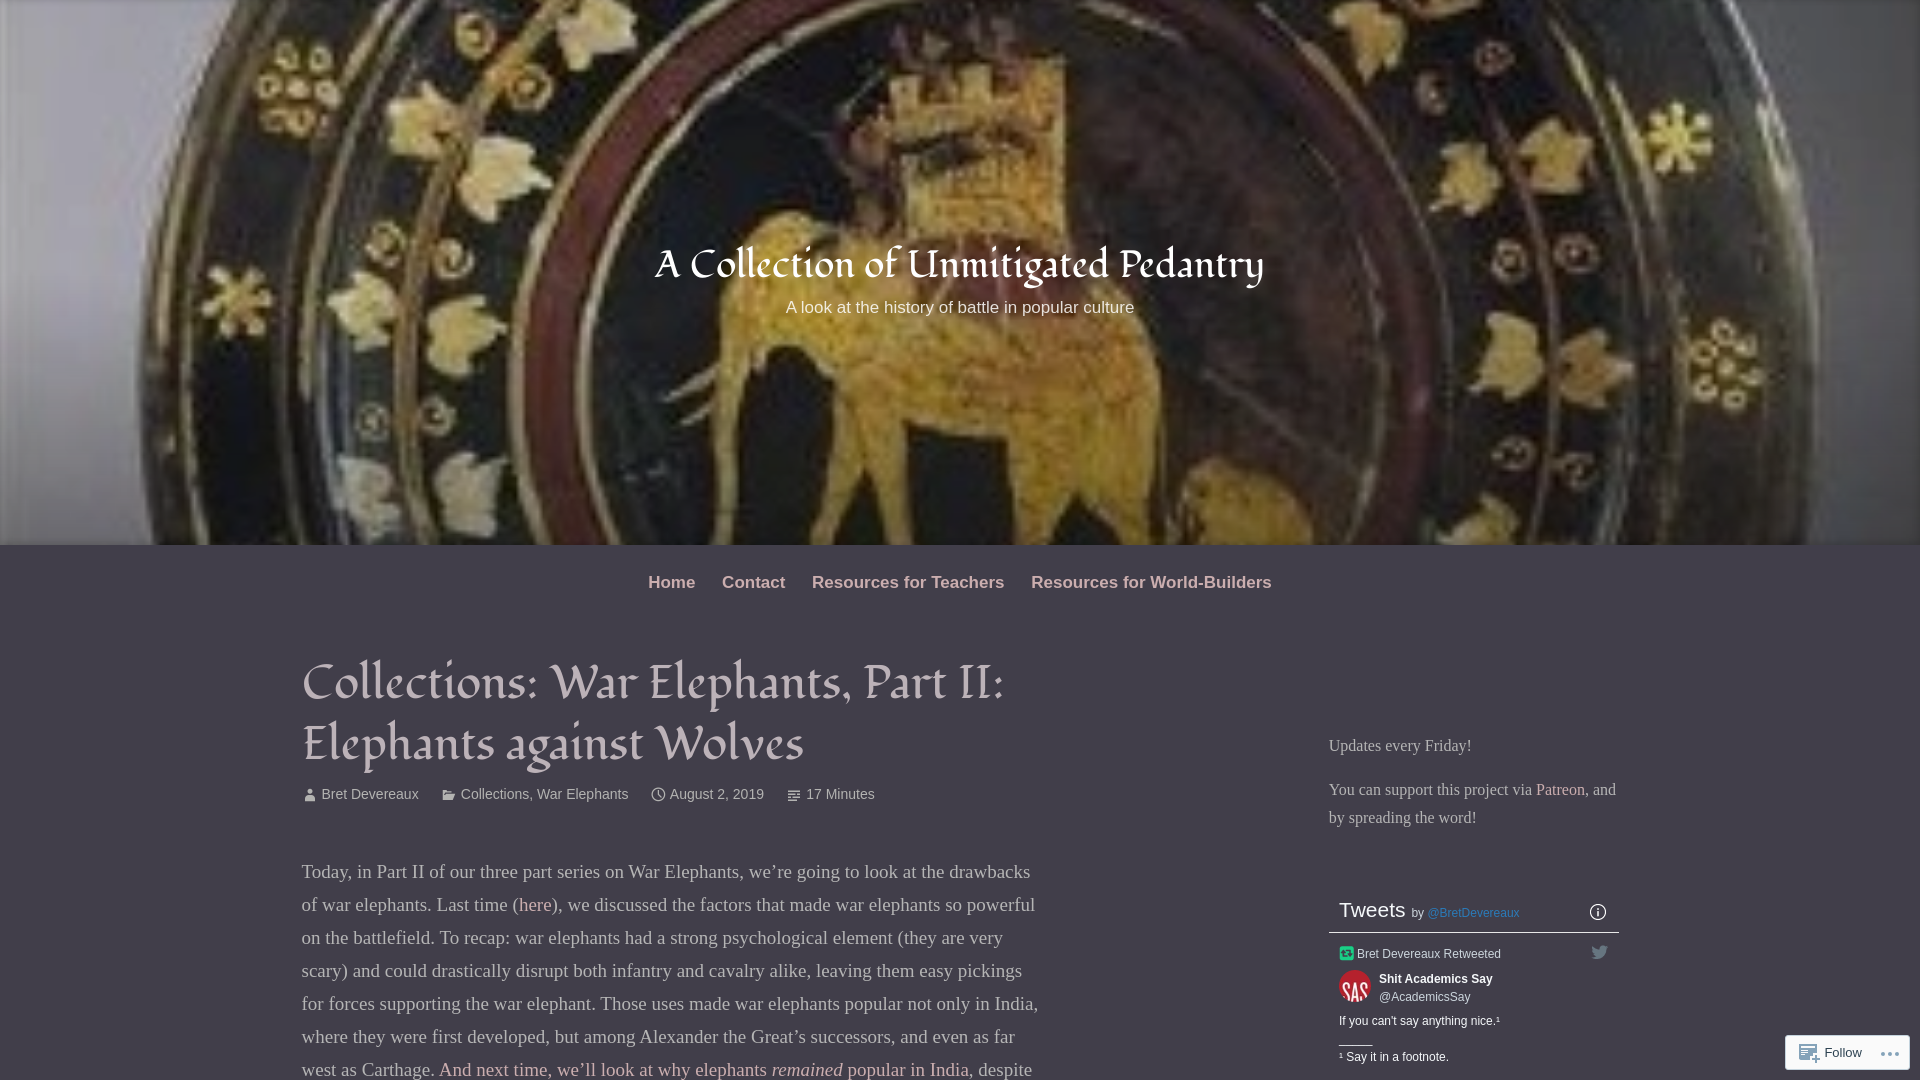 A Collection of Unmitigated Pedantry
A look at the history of battle in popular culture
Home Contact Resources for Teachers Resources for World-Builders
Collections: War Elephants, Part II:
Elephants against Wolves
Bret Devereaux Collections, War Elephants August 2, 2019 17 Minutes
Today, in Part II of our three part series on War Elephants, we’re going to look at the drawbacks
of war elephants. Last time (here), we discussed the factors that made war elephants so powerful
on the battlefield. To recap: war elephants had a strong psychological element (they are very
scary) and could drastically disrupt both infantry and cavalry alike, leaving them easy pickings
for forces supporting the war elephant. Those uses made war elephants popular not only in India,
where they were first developed, but among Alexander the Great’s successors, and even as far
west as Carthage. And next time, we’ll look at why elephants remained popular in India, despite
Updates every Friday!
You can support this project via Patreon, and
by spreading the word!
Tweets by @BretDevereaux
Bret Devereaux Retweeted
SAS
Shit Academics Say
@AcademicsSay
If you can't say anything nice.¹
_____
¹ Say it in a footnote.
Follow